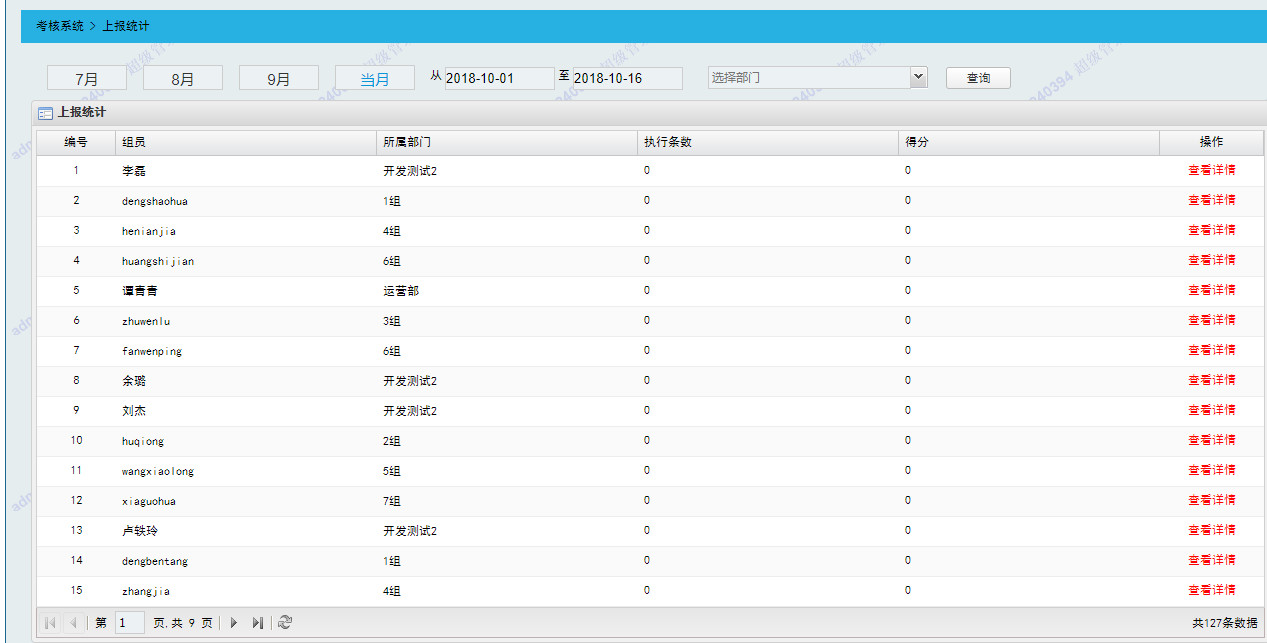 考核系统 > 上报统计
7月 8月 9月 当月 从 2018-10-01 至 2018-10-16 选择部门 查询
上报统计
编号 组员 所属部门 执行条数 得分 操作
1 李磊 开发测试2 0 0 查看详情
2 dengshaohua 1组 0 0 查看详情
3 henianjia 4组 0 0 查看详情
4 huangshijian 6组 0 0 查看详情
5 谭青青 运营部 0 0 查看详情
6 zhuwenlu 3组 0 0 查看详情
7 fanwenping 6组 0 0 查看详情
8 余璐 开发测试2 0 0 查看详情
9 刘杰 开发测试2 0 0 查看详情
10 huqiong 2组 0 0 查看详情
11 wangxiaolong 5组 0 0 查看详情
12 xiaguohua 7组 0 0 查看详情
13 卢轶玲 开发测试2 0 0 查看详情
14 dengbentang 1组 0 0 查看详情
15 zhangjia 4组 0 0 查看详情
第 1 页,共 9 页 共127条数据